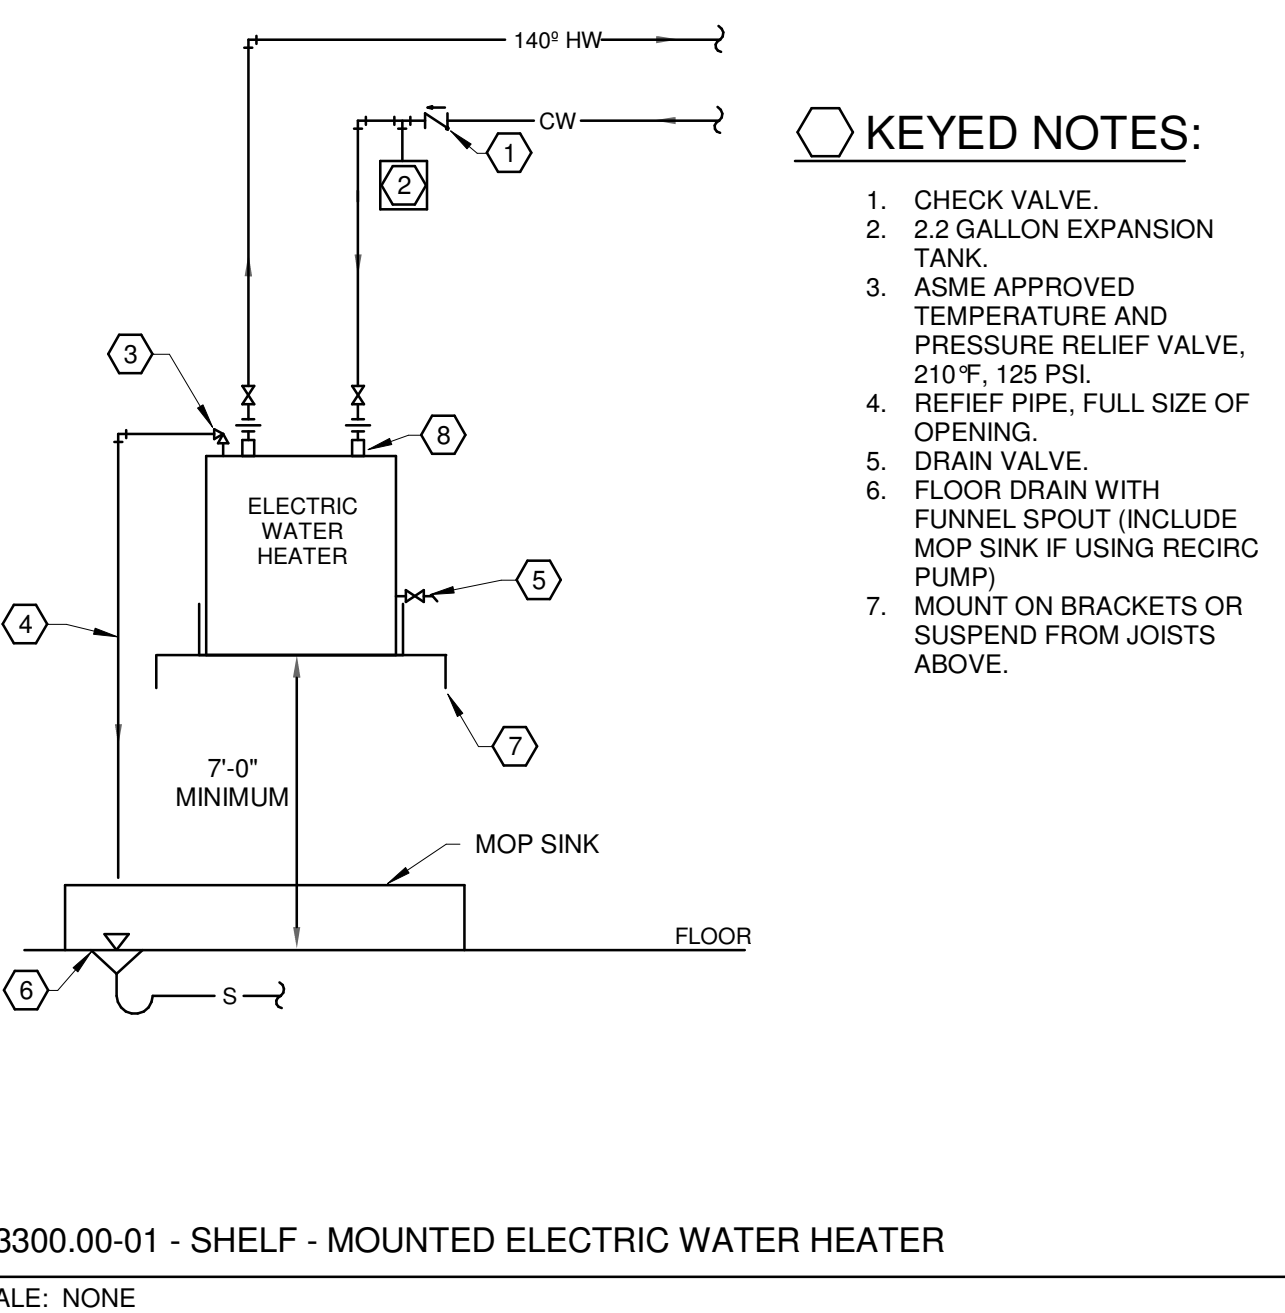 140º HW
CW
1
2
KEYED NOTES:
1. CHECK VALVE.
2. 2.2 GALLON EXPANSION
TANK.
3. ASME APPROVED
TEMPERATURE AND
PRESSURE RELIEF VALVE,
210°F, 125 PSI.
4. REFIEF PIPE, FULL SIZE OF
OPENING.
5. DRAIN VALVE.
6. FLOOR DRAIN WITH
FUNNEL SPOUT (INCLUDE
MOP SINK IF USING RECIRC
PUMP)
7. MOUNT ON BRACKETS OR
SUSPEND FROM JOISTS
ABOVE.
3
8
ELECTRIC
WATER
HEATER
5
4
7
7'-0"
MINIMUM
MOP SINK
FLOOR
6
S
3300.00-01 - SHELF - MOUNTED ELECTRIC WATER HEATER
ALE: NONE